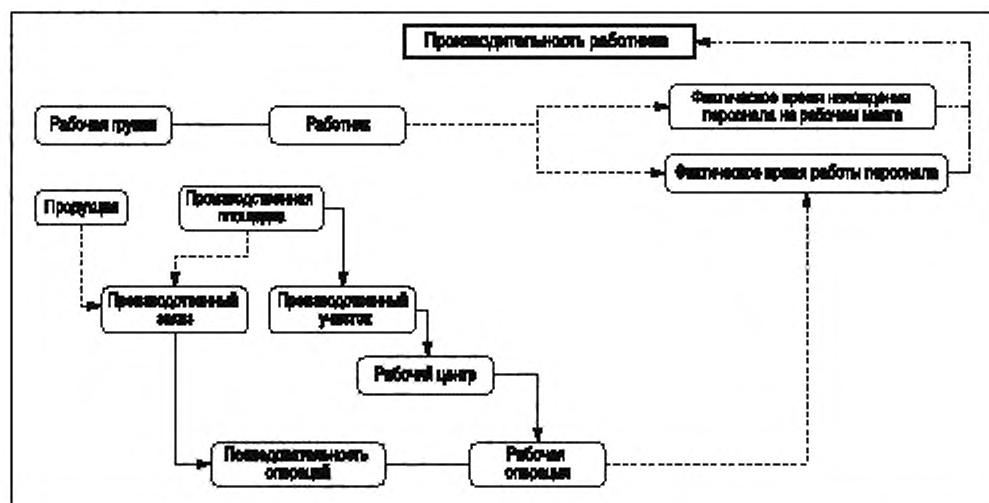 Производительность работника
Фактическое время нахождения
персонала на рабочем месте
Рабочая группа
Работник
Фактическое время работы персонала
Продукция
Производственная
площадка
Производственный
заказ
Производственный
участок
Рабочий центр
Последовательность
операций
Рабочая
операция